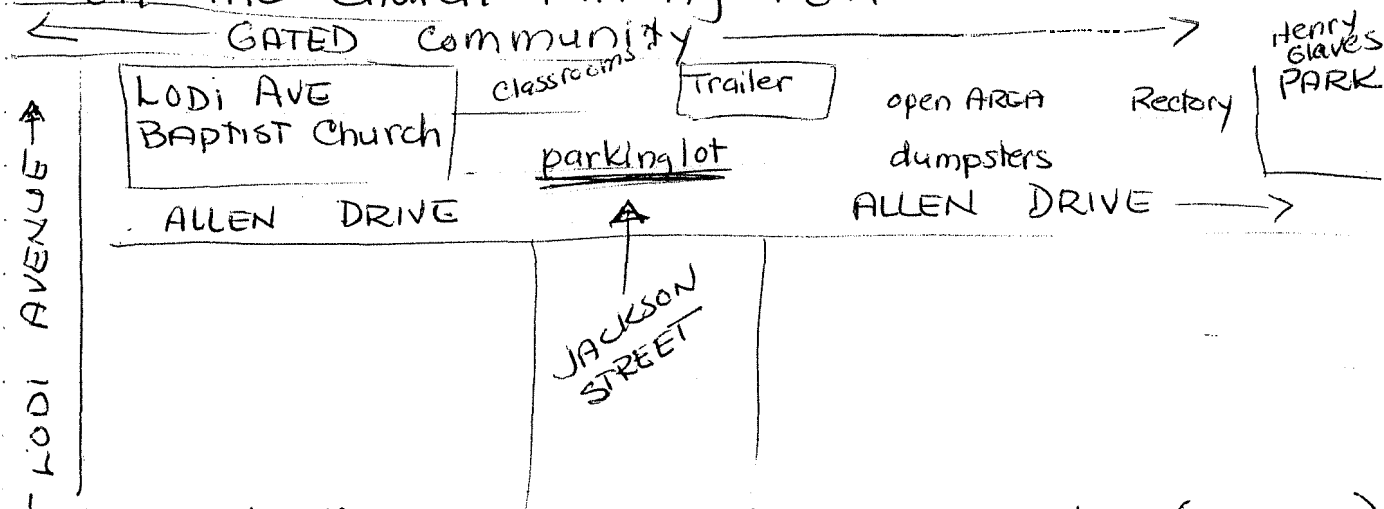 GATED Community
Henry
Glaves
PARK
LODI AVE
BAPTIST Church
Classrooms
Trailer
open AREA
dumpsters
Rectory
parking lot
ALLEN DRIVE
ALLEN DRIVE
JACKSON
STREET
LODI AVENUE